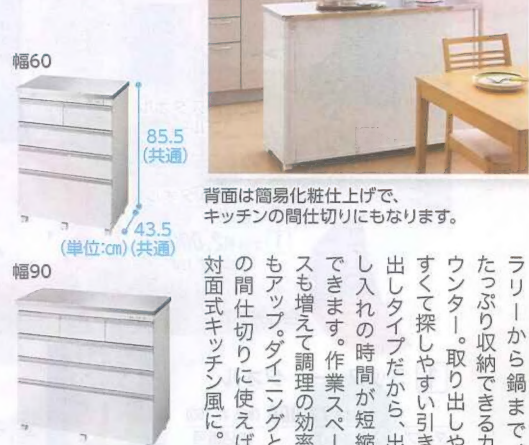 幅60
85.5
(共通)
43.5
(単位:cm)(共通)
幅90
背面は簡易化粧仕上げで、
キッチンの間仕切りにもなります。
ラリーから鍋まで、
たっぷり収納できるカ
ウンター。取り出しや
すくて探しやすい引き
出しタイプだから、出
し入れの時間が短縮
できます。作業スペー
スも増えて調理の効率
もアップ。ダイニングと
の間仕切りに使えば
対面式キッチン風に。